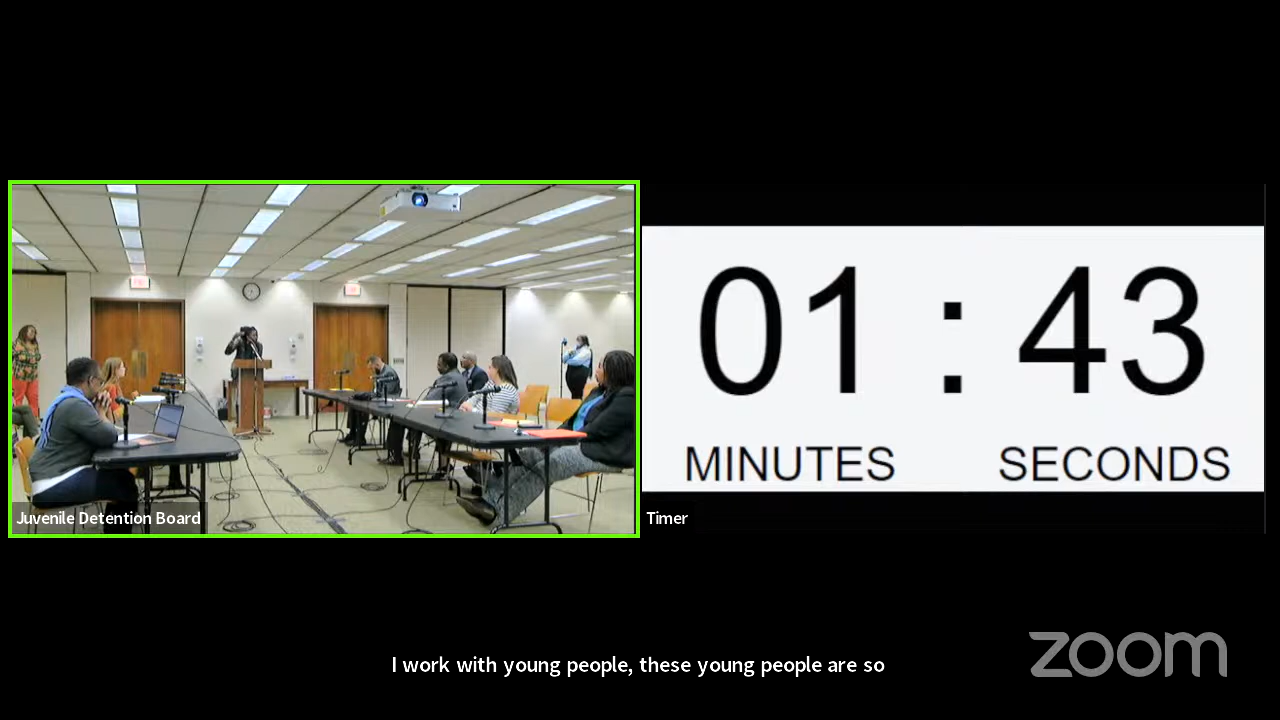 01 : 43
MINUTES SECONDS
Juvenile Detention Board
Timer
I work with young people, these young people are so
zoom